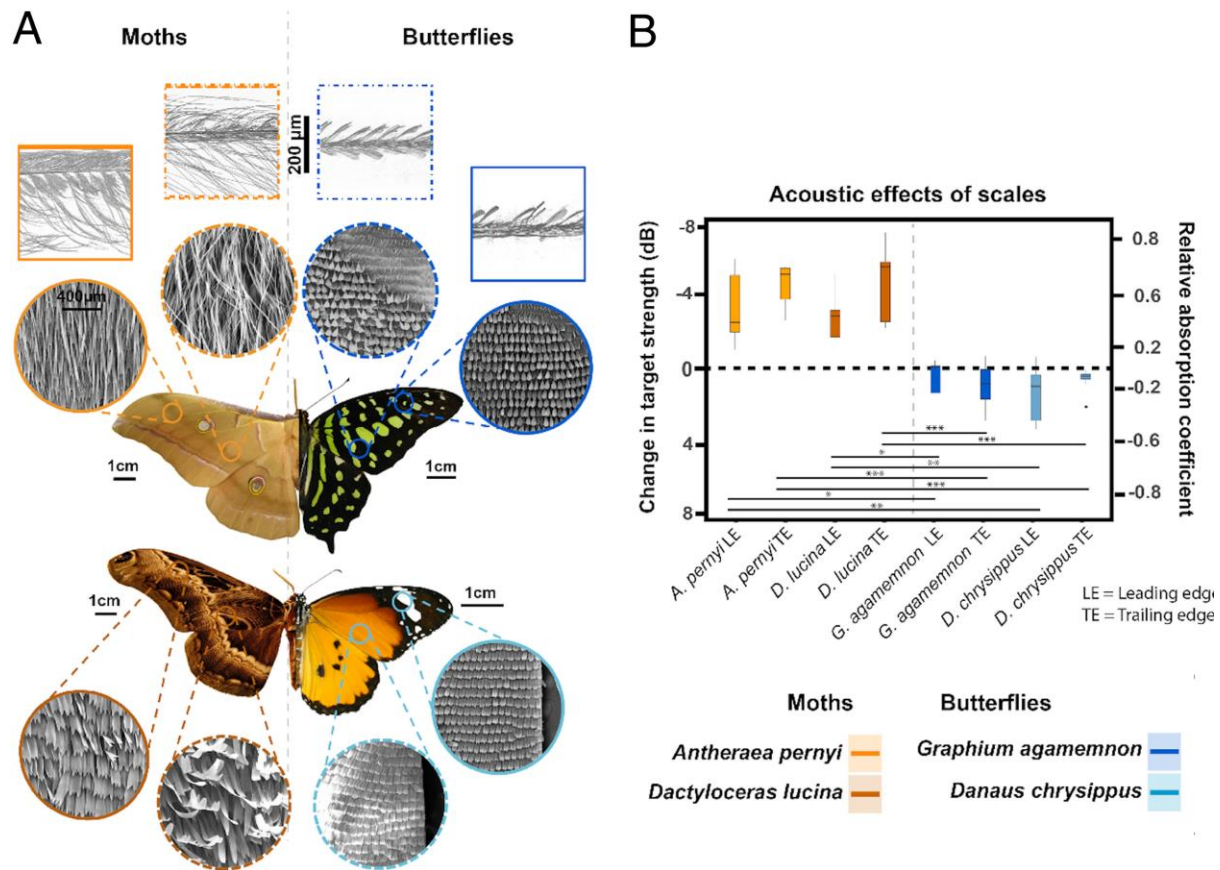 A
Moths
Butterflies
200 µm
400µm
1cm
1cm
1cm
1cm
B
Acoustic effects of scales
Change in target strength (dB)
-8
-4
0
4
8
Relative absorption coefficient
0.8
0.6
0.2
-0.2
-0.6
-0.8
***
***
*
**
***
***
*
**
A. pernyi LE
A. pernyi TE
D. lucina LE
D. lucina TE
G. agamemnon LE
G. agamemnon TE
D. chrysippus LE
D. chrysippus TE
LE = Leading edge
TE = Trailing edge
Moths
Butterflies
Antheraea pernyi
Graphium agamemnon
Dactyloceras lucina
Danaus chrysippus